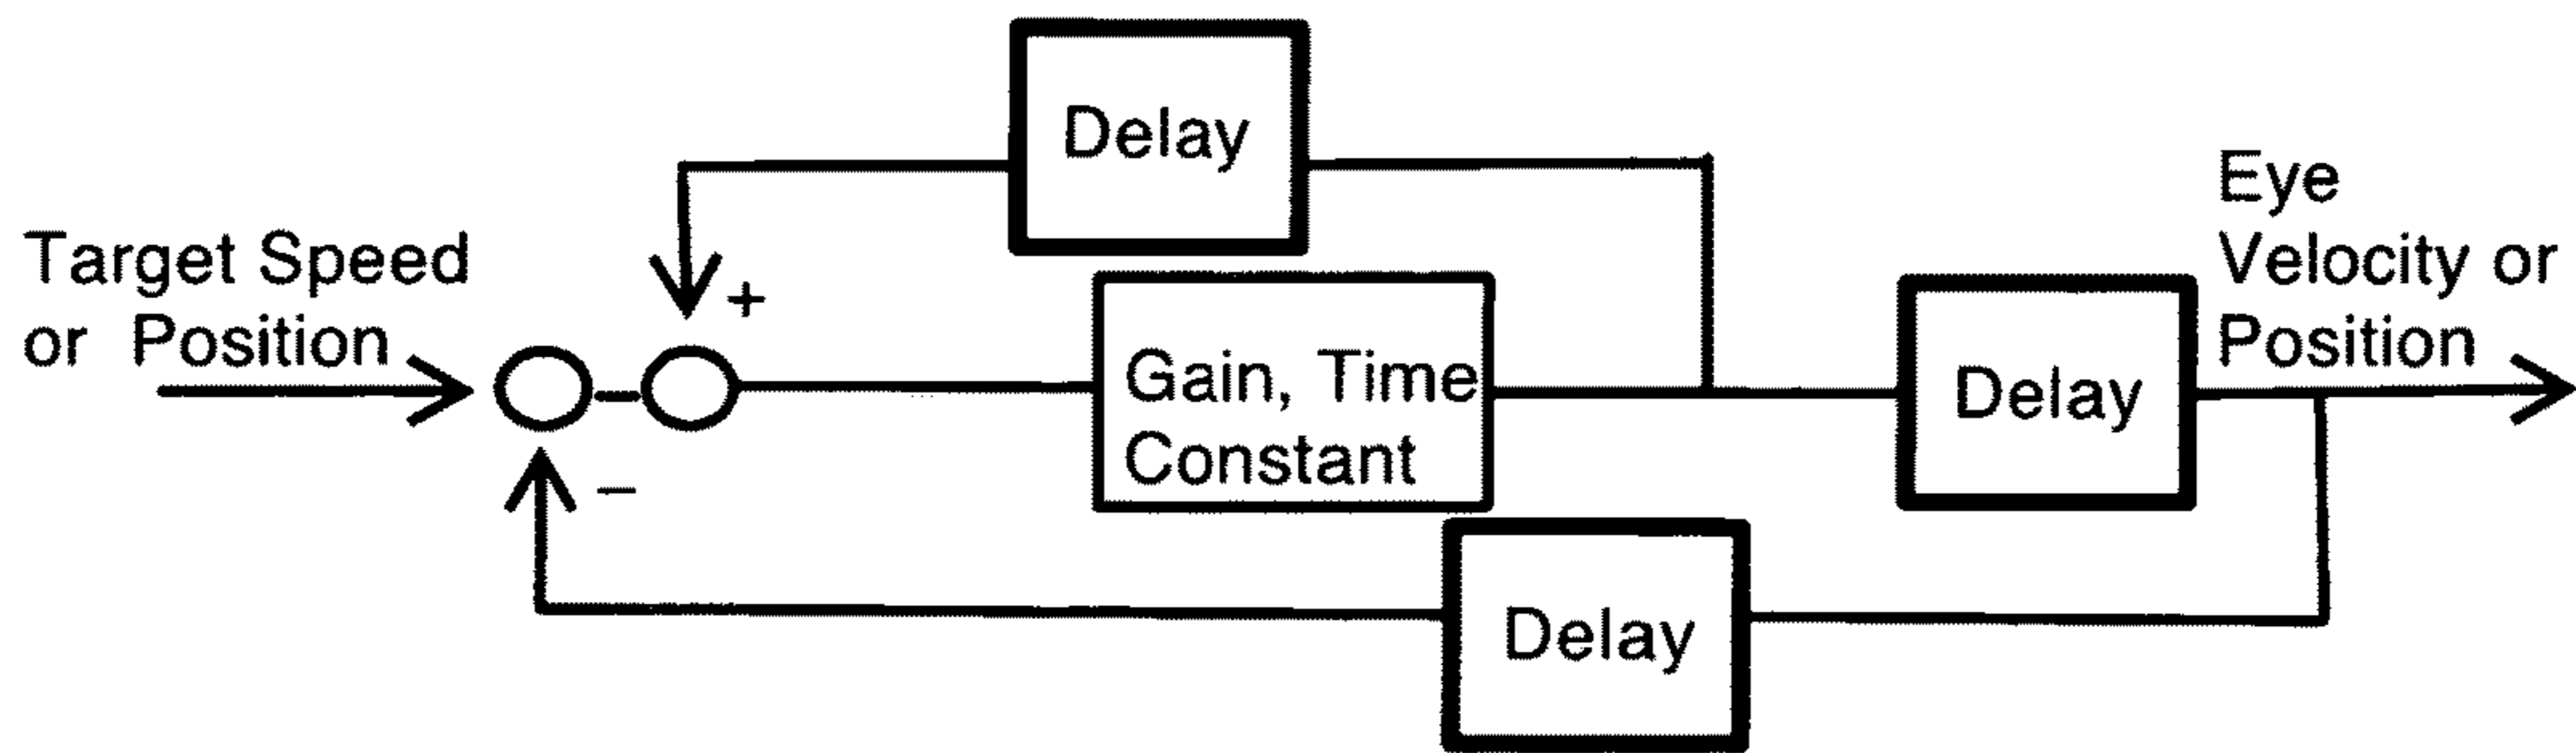 Delay
Target Speed
or Position
+
Gain, Time
Constant
Delay
Eye
Velocity or
Position
−
Delay